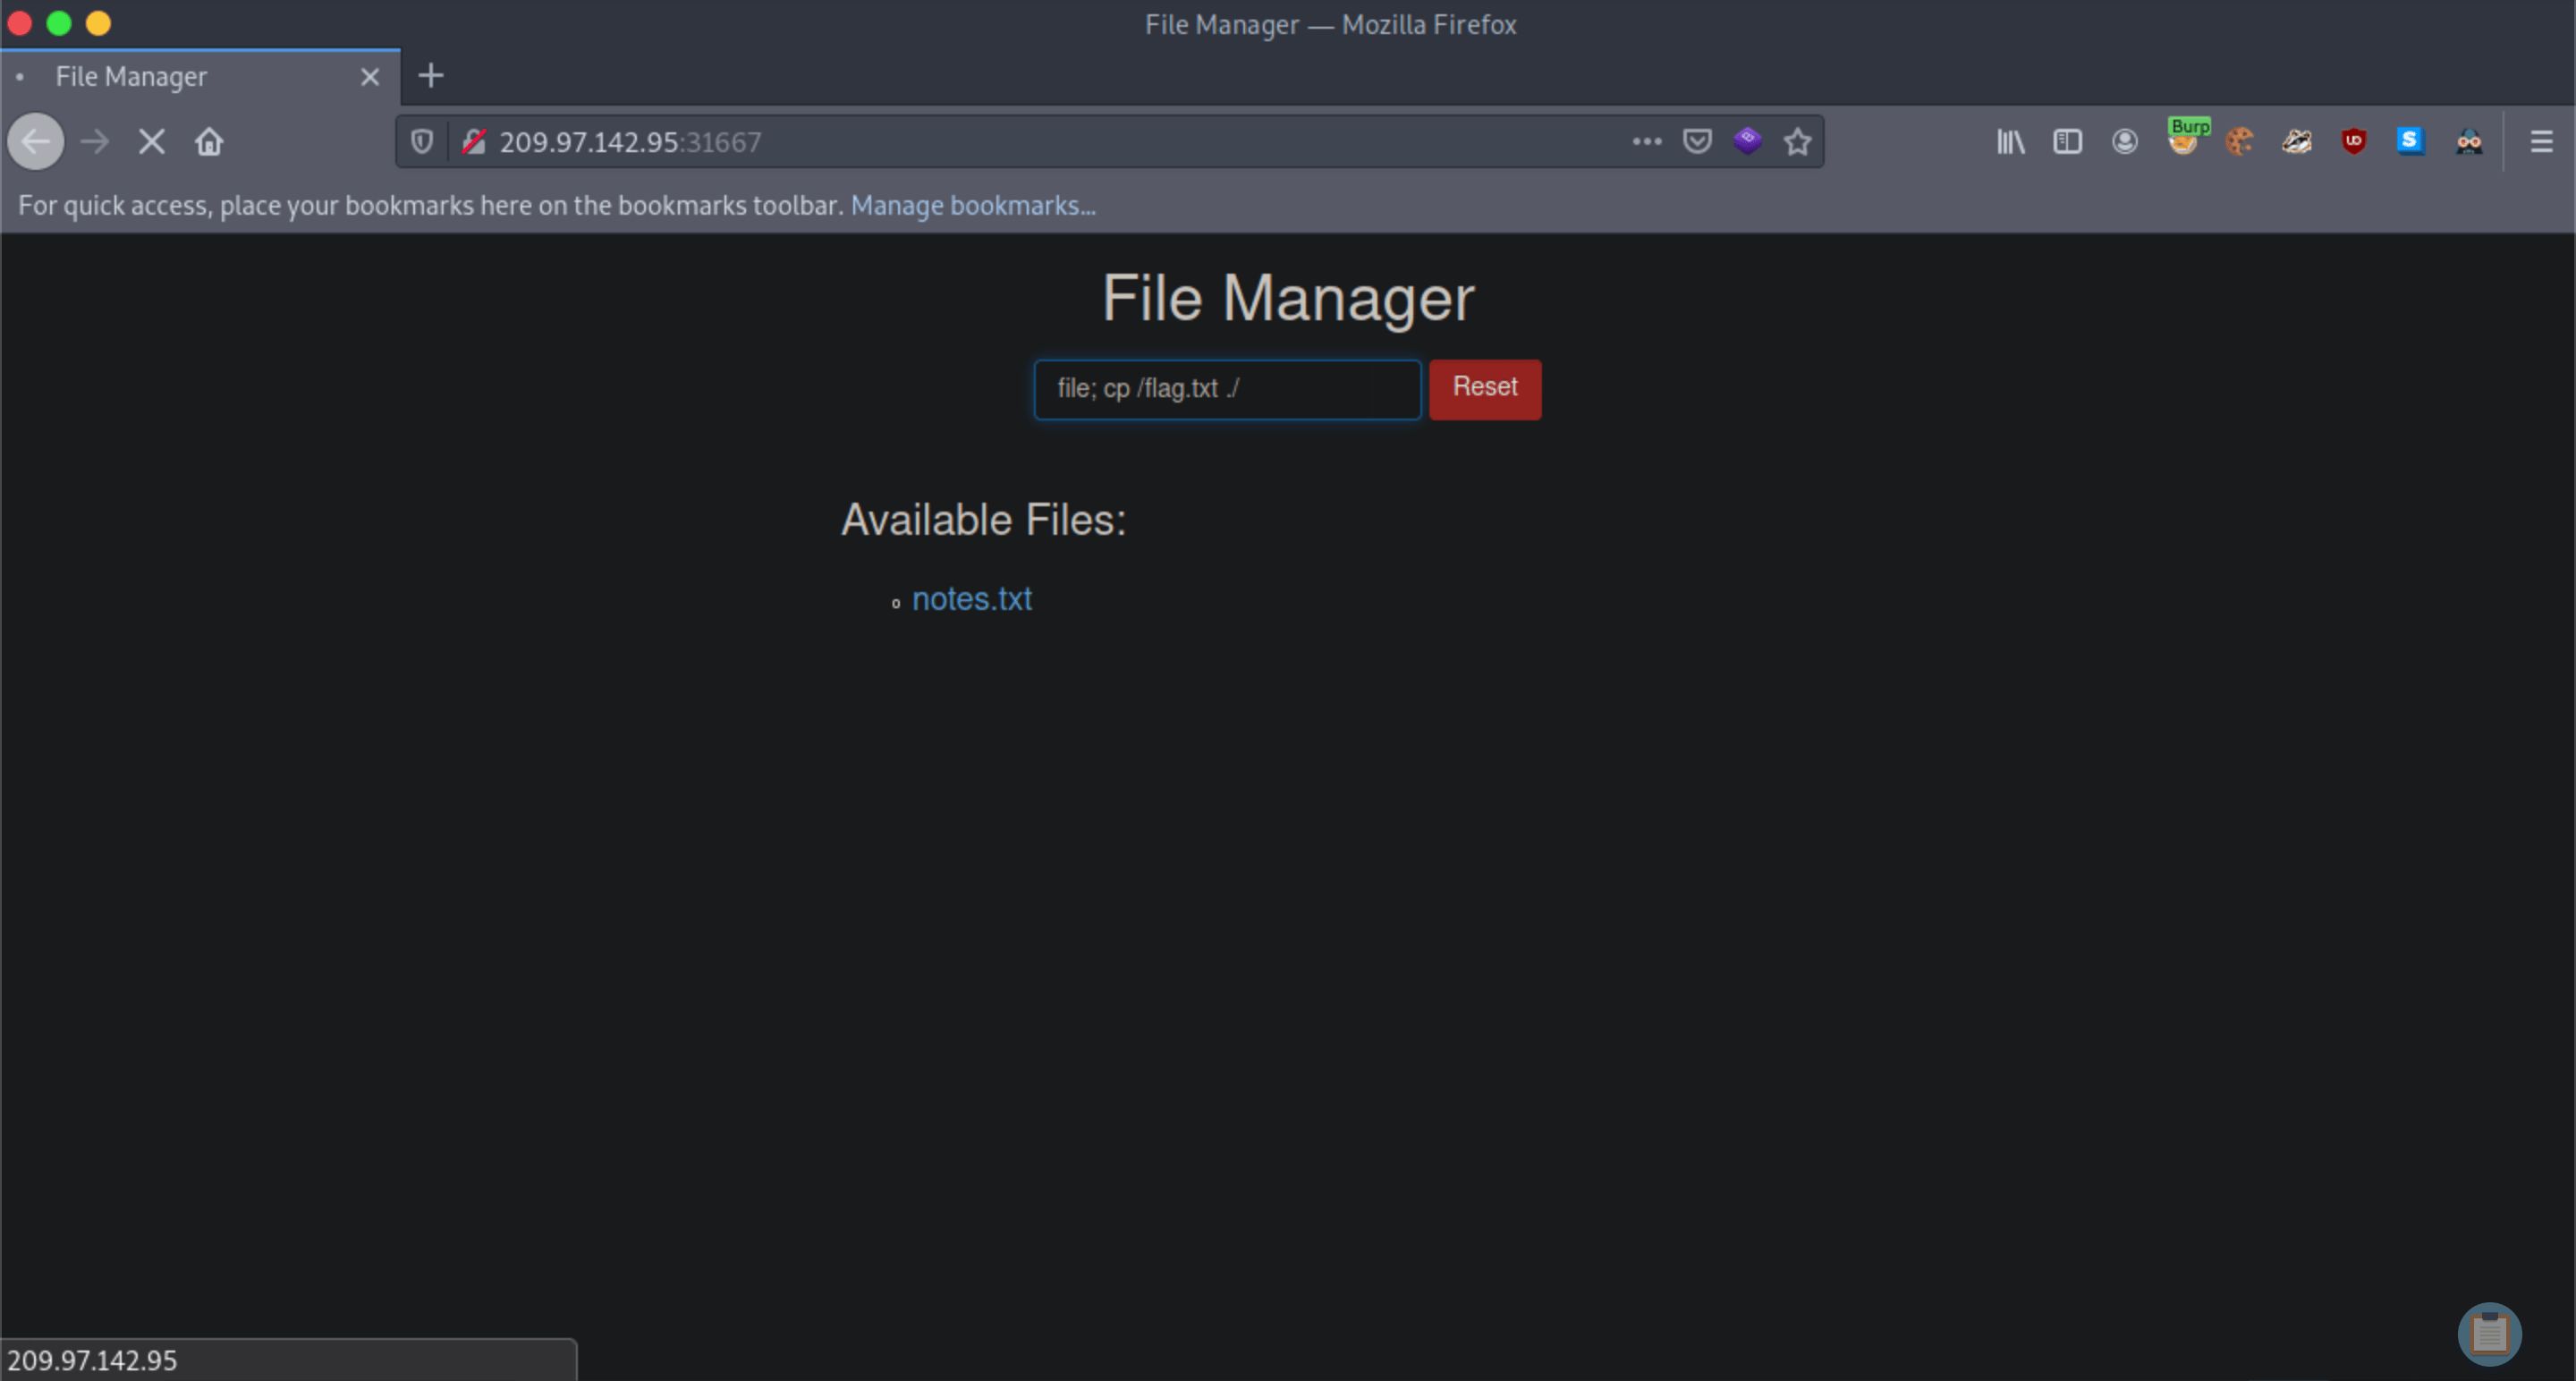 File Manager — Mozilla Firefox
File Manager
209.97.142.95:31667
Burp
For quick access, place your bookmarks here on the bookmarks toolbar. Manage bookmarks...
File Manager
file; cp /flag.txt ./
Reset
Available Files:
notes.txt
209.97.142.95